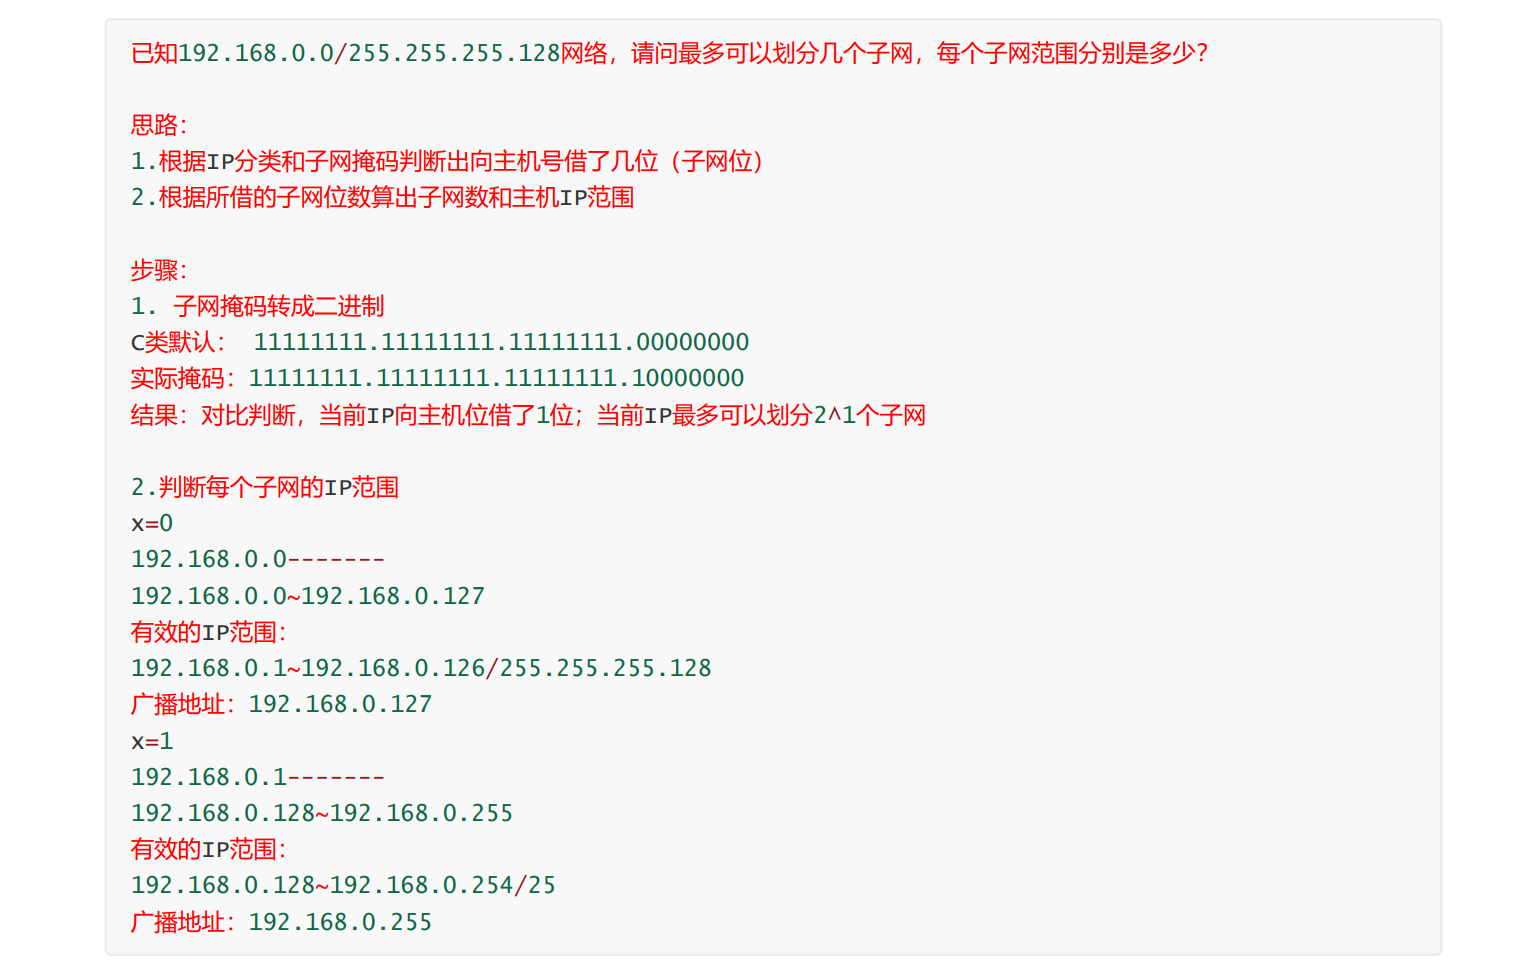 已知192.168.0.0/255.255.255.128网络，请问最多可以划分几个子网，每个子网范围分别是多少？
思路：
1.根据IP分类和子网掩码判断出向主机号借了几位（子网位）
2.根据所借的子网位数算出子网数和主机IP范围
步骤：
1. 子网掩码转成二进制
C类默认： 11111111.11111111.11111111.00000000
实际掩码：11111111.11111111.11111111.10000000
结果：对比判断，当前IP向主机位借了1位；当前IP最多可以划分2^1个子网
2.判断每个子网的IP范围
x=0
192.168.0.0-------
192.168.0.0~192.168.0.127
有效的IP范围：
192.168.0.1~192.168.0.126/255.255.255.128
广播地址：192.168.0.127
x=1
192.168.0.1-------
192.168.0.128~192.168.0.255
有效的IP范围：
192.168.0.128~192.168.0.254/25
广播地址：192.168.0.255